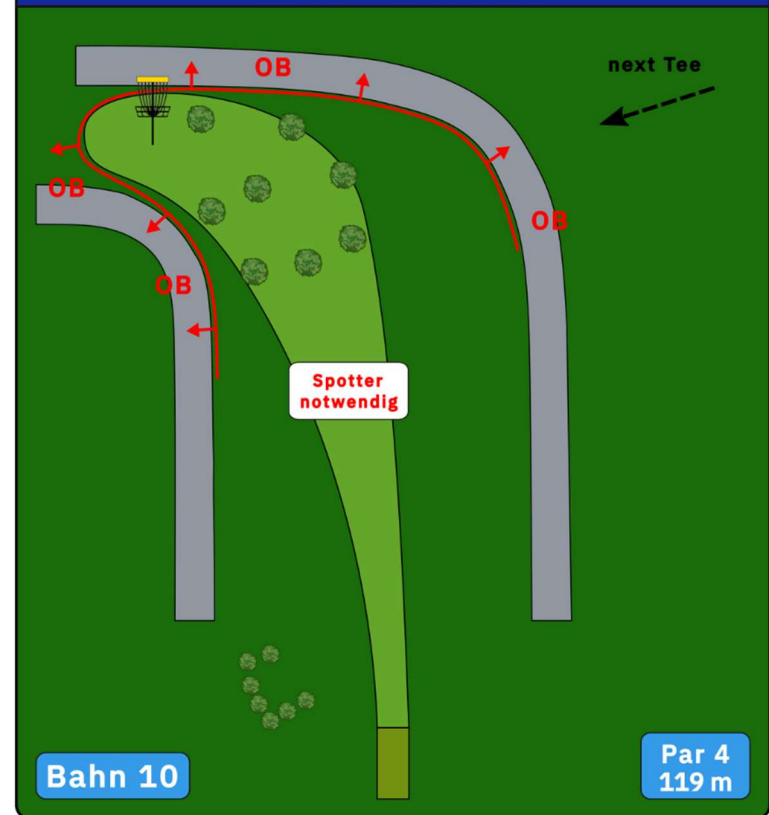 OB
next Tee
OB
OB
OB
Spotter
notwendig
Bahn 10
Par 4
119 m